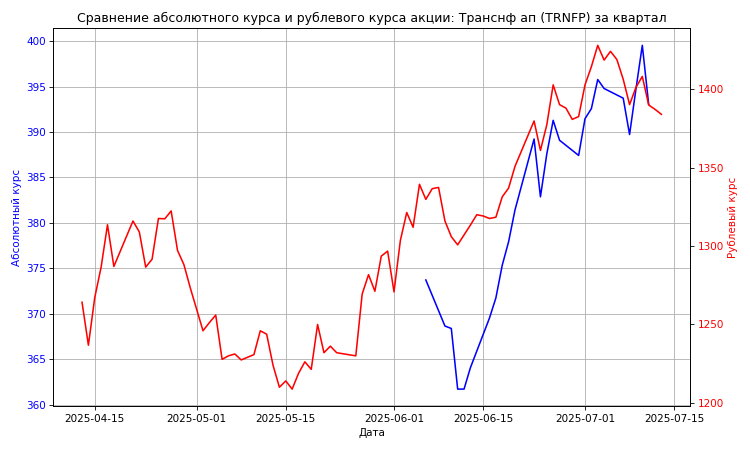 Сравнение абсолютного курса и рублевого курса акции: Транснф ап (TRNFP) за квартал
400
395
390
385
380
375
370
365
360
Абсолютный курс
1400
1350
1300
1250
1200
Рублевый курс
2025-04-15 2025-05-01 2025-05-15 2025-06-01 2025-06-15 2025-07-01 2025-07-15
Дата